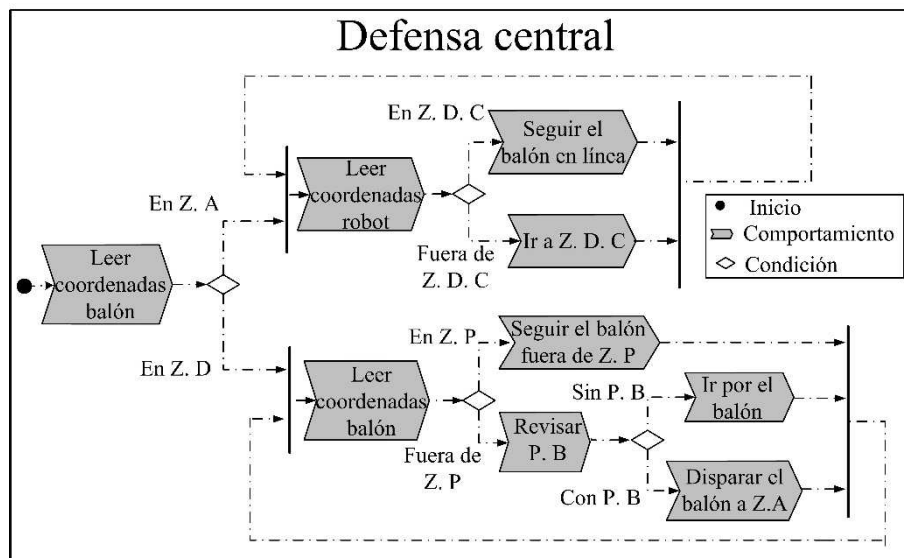 Defensa central
En Z. A
En Z. D
Leer
coordenadas
balón
Leer
coordenadas
robot
En Z. D. C
Fuera de
Z. D. C
Seguir el
balón en línea
Ir a Z. D. C
Inicio
Comportamiento
Condición
Leer
coordenadas
balón
En Z. P
Fuera de
Z. P
Seguir el balón
fuera de Z. P
Revisar
P. B
Sin P. B
Con P. B
Ir por el
balón
Disparar el
balón a Z.A